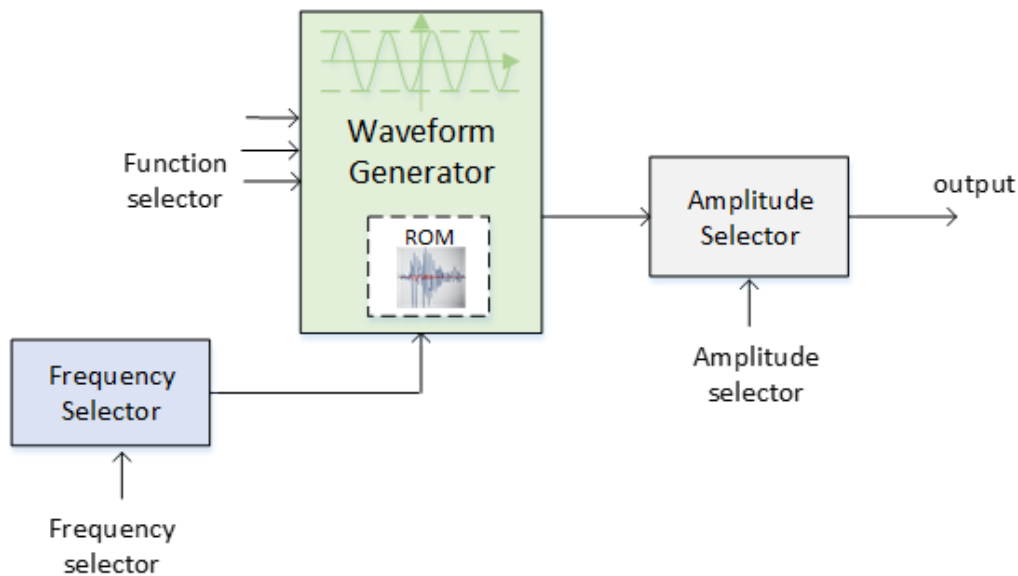 Waveform
Generator
Function
selector
ROM
Amplitude
Selector
output
Amplitude
selector
Frequency
Selector
Frequency
selector